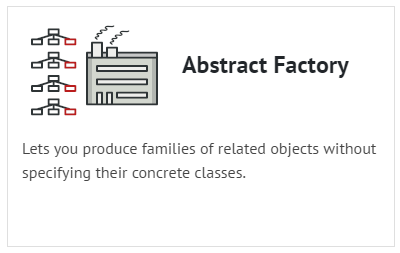 Abstract Factory
Lets you produce families of related objects without
specifying their concrete classes.